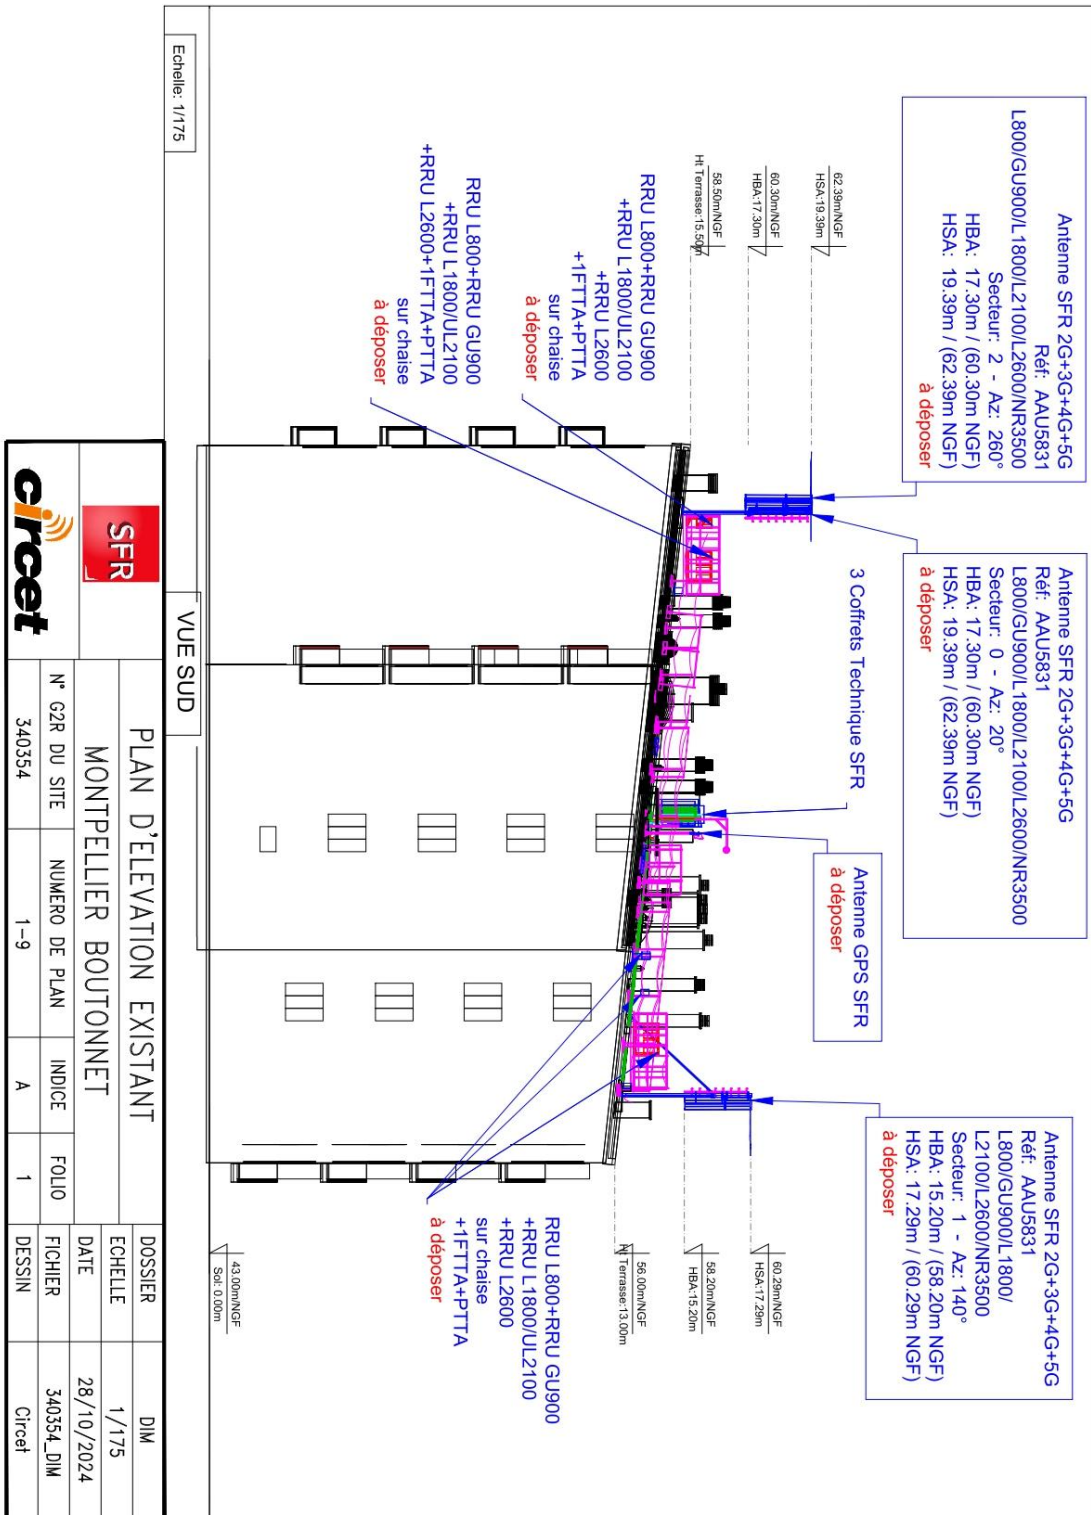 Antenne SFR 2G+3G+4G+5G
Réf: AAU5831
L800/GU900/L1800/L2100/L2600/NR3500
Secteur: 2 - Az: 260°
HBA: 17.30m / (60.30m NGF)
HSA: 19.39m / (62.39m NGF)
à déposer
Antenne SFR 2G+3G+4G+5G
Réf: AAU5831
L800/GU900/L1800/L2100/L2600/NR3500
Secteur: 0 - Az: 20°
HBA: 17.30m / (60.30m NGF)
HSA: 19.39m / (62.39m NGF)
à déposer
Antenne SFR 2G+3G+4G+5G
Réf: AAU5831
L800/GU900/L1800/
L2100/L2600/NR3500
Secteur: 1 - Az: 140°
HBA: 15.20m / (58.20m NGF)
HSA: 17.29m / (60.29m NGF)
à déposer
3 Coffrets Technique SFR
Antenne GPS SFR
à déposer
62.39m/NGF
HSA:19.39m
60.30m/NGF
HBA:17.30m
58.50m/NGF
Ht Terrasse:15.50m
60.29m/NGF
HSA:17.29m
58.20m/NGF
HBA:15.20m
56.00m/NGF
Ht Terrasse:13.00m
43.00m/NGF
Sol: 0.00m
RRU L800+RRU GU900
+RRU L1800/UL2100
+RRU L2600
+1FTTA+PTTA
sur chaise
à déposer
RRU L800+RRU GU900
+RRU L1800/UL2100
+RRU L2600+1FTTA+PTTA
sur chaise
à déposer
RRU L800+RRU GU900
+RRU L1800/UL2100
+RRU L2600
sur chaise
+1FTTA+PTTA
à déposer
Echelle: 1/175
VUE SUD
SFR
circet
PLAN D'ELEVATION EXISTANT
MONTPELLIER BOUTONNET
N° G2R DU SITE
NUMERO DE PLAN
INDICE
FOLIO
340354
1-9
A
1
DOSSIER
DIM
ECHELLE
1/175
DATE
28/10/2024
FICHIER
340354_DIM
DESSIN
Circet